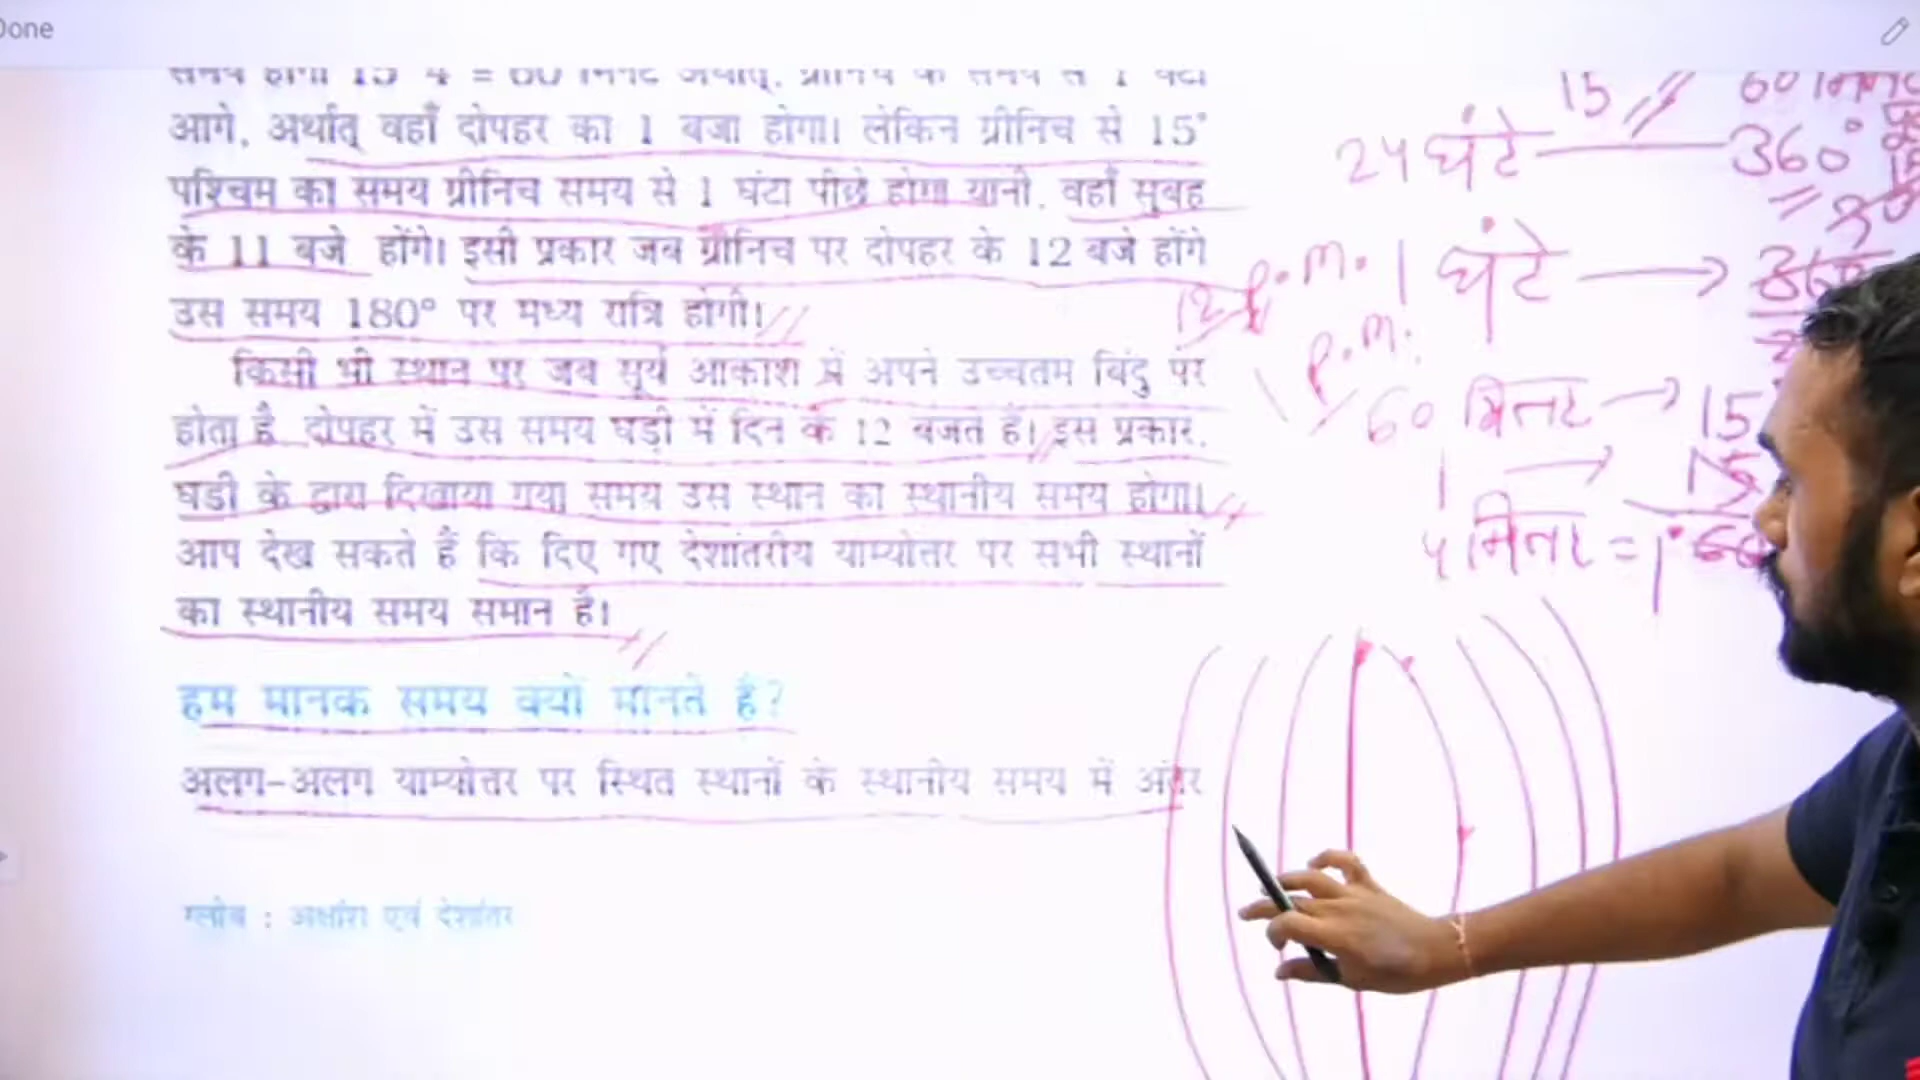 Done
आगे, अर्थात् वहाँ दोपहर का 1 बजा होगा। लेकिन ग्रीनिच से 15°
पश्चिम का समय ग्रीनिच समय से 1 घंटा पीछे होगा यानी, वहाँ सुबह
के 11 बजे होंगे। इसी प्रकार जब ग्रीनिच पर दोपहर के 12 बजे होंगे
उस समय 180° पर मध्य रात्रि होगी।
किसी भी स्थान पर जब सूर्य आकाश में अपने उच्चतम बिंदु पर
होता है, दोपहर में उस समय घड़ी में दिन के 12 बजते हैं। इस प्रकार,
घड़ी के द्वारा दिखाया गया समय उस स्थान का स्थानीय समय होगा।
आप देख सकते हैं कि दिए गए देशांतरीय याम्योत्तर पर सभी स्थानों
का स्थानीय समय समान है।
हम मानक समय क्यों मानते हैं?
अलग-अलग याम्योत्तर पर स्थित स्थानों के स्थानीय समय में अंतर
ग्लोब : अक्षांश एवं देशांतर
15
24 घंटे 360°
P.M. 1 घंटे
P.M.
60 मिनट 15
1 15
4 मिनट = 1°